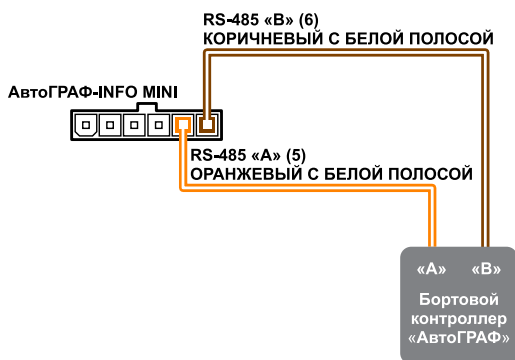 RS-485 «B» (6)
КОРИЧНЕВЫЙ С БЕЛОЙ ПОЛОСОЙ
АвтоГРАФ-INFO MINI
RS-485 «A» (5)
ОРАНЖЕВЫЙ С БЕЛОЙ ПОЛОСОЙ
«A» «B»
Бортовой
контроллер
«АвтоГРАФ»